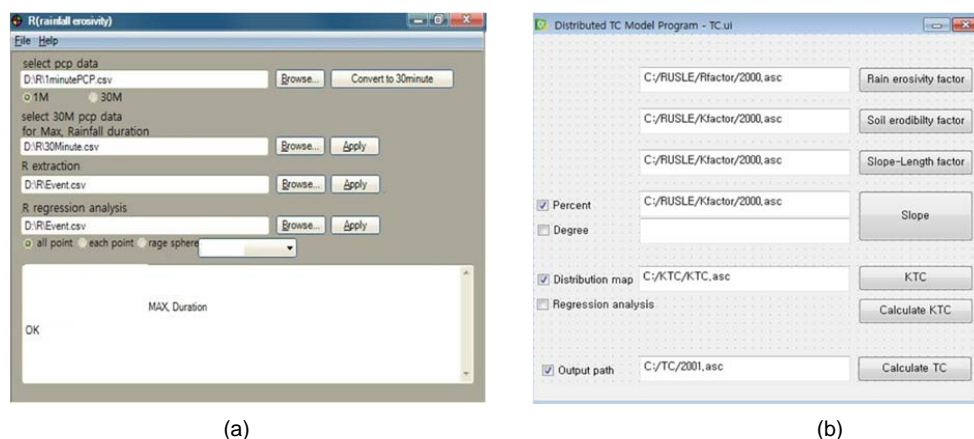 R(rainfall erosivity)
File Help
select pcp data
D:\R\1minutePCP.csv Browse... Convert to 30minute
1M 30M
select 30M pcp data
for Max, Rainfall duration
D:\R\30Minute.csv Browse... Apply
R extraction
D:\R\Event.csv Browse... Apply
R regression analysis
D:\R\Event.csv Browse... Apply
all point each point rage sphere
MAX, Duration
OK
(a)
Distributed TC Model Program - TC.ui
C:/RUSLE/Rfactor/2000.asc Rain erosivity factor
C:/RUSLE/Kfactor/2000.asc Soil erodibilty factor
C:/RUSLE/Kfactor/2000.asc Slope-Length factor
Percent C:/RUSLE/Kfactor/2000.asc Slope
Degree
Distribution map C:/KTC/KTC.asc KTC
Regression analysis Calculate KTC
Output path C:/TC/2001.asc Calculate TC
(b)